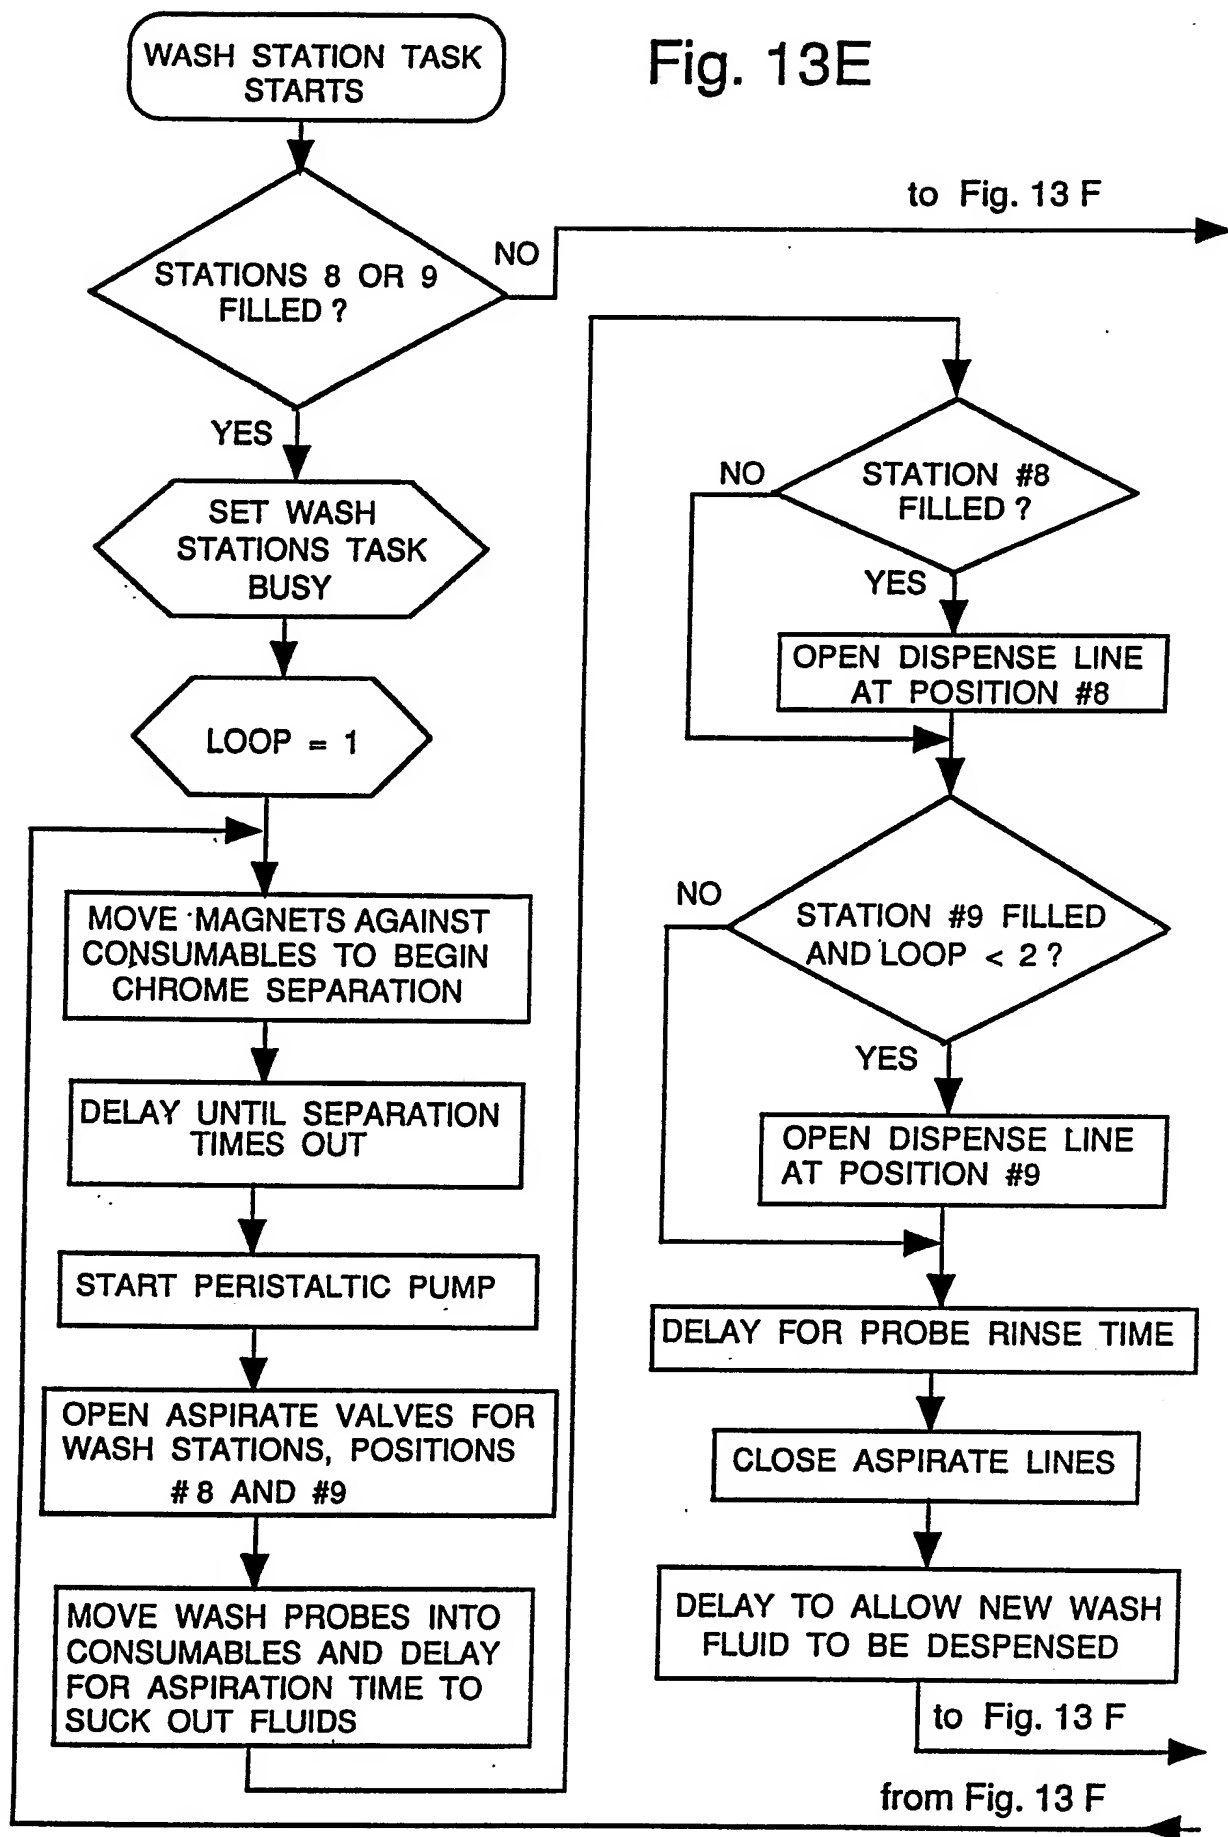 Fig. 13E
WASH STATION TASK
STARTS
STATIONS 8 OR 9
FILLED ?
NO
to Fig. 13 F
YES
SET WASH
STATIONS TASK
BUSY
LOOP = 1
MOVE MAGNETS AGAINST
CONSUMABLES TO BEGIN
CHROME SEPARATION
DELAY UNTIL SEPARATION
TIMES OUT
START PERISTALTIC PUMP
OPEN ASPIRATE VALVES FOR
WASH STATIONS, POSITIONS
# 8 AND #9
MOVE WASH PROBES INTO
CONSUMABLES AND DELAY
FOR ASPIRATION TIME TO
SUCK OUT FLUIDS
STATION #8
FILLED ?
NO
YES
OPEN DISPENSE LINE
AT POSITION #8
STATION #9 FILLED
AND LOOP < 2 ?
NO
YES
OPEN DISPENSE LINE
AT POSITION #9
DELAY FOR PROBE RINSE TIME
CLOSE ASPIRATE LINES
DELAY TO ALLOW NEW WASH
FLUID TO BE DESPENSED
to Fig. 13 F
from Fig. 13 F